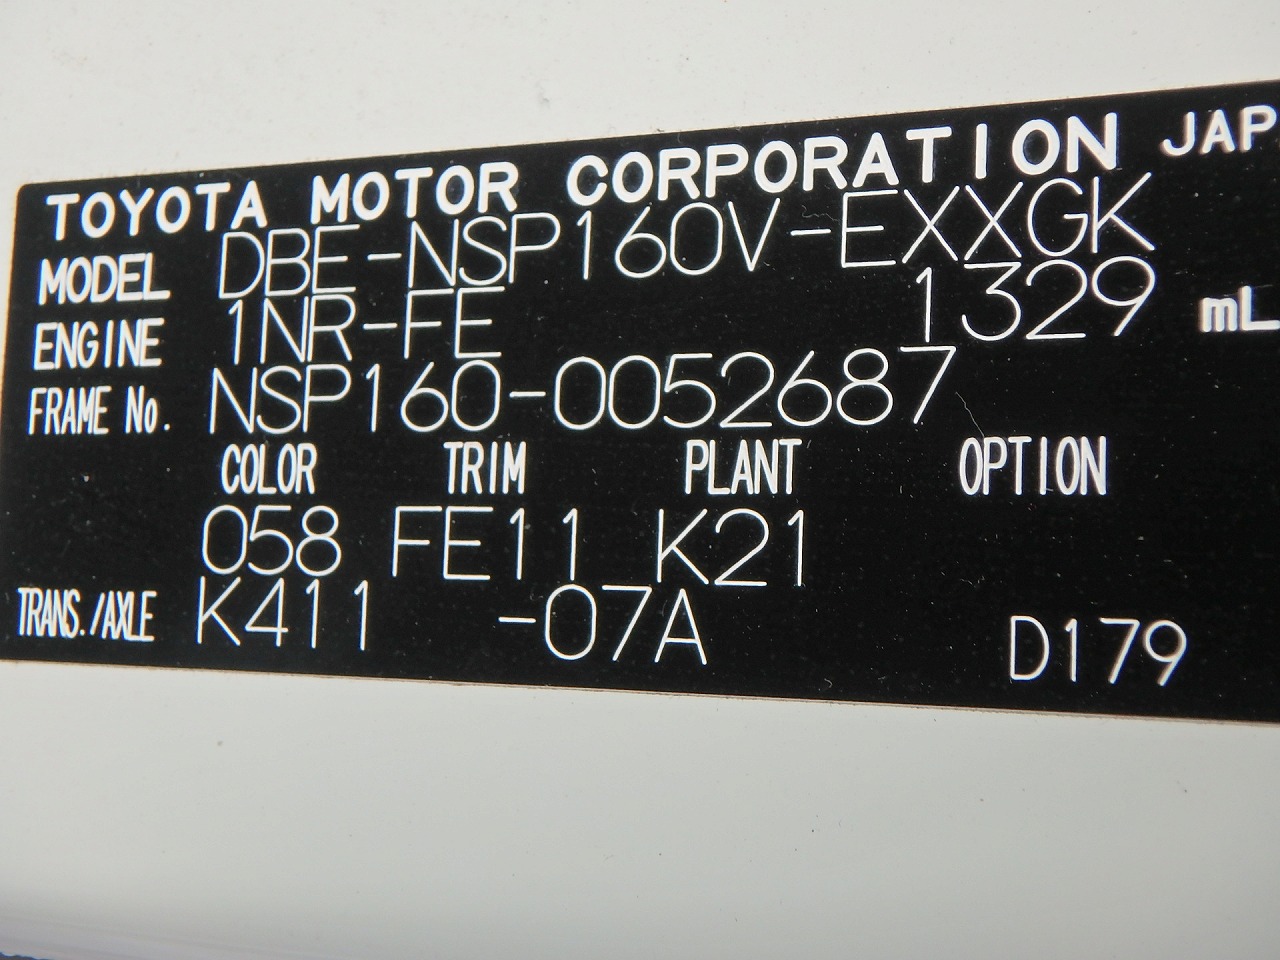 TOYOTA MOTOR CORPORATION JAP
MODEL DBE-NSP160V-EXXGK
ENGINE 1NR-FE 1329 mL
FRAME No. NSP160-0052687
COLOR TRIM PLANT OPTION
058 FE11 K21
TRANS./AXLE K411 -07A D179